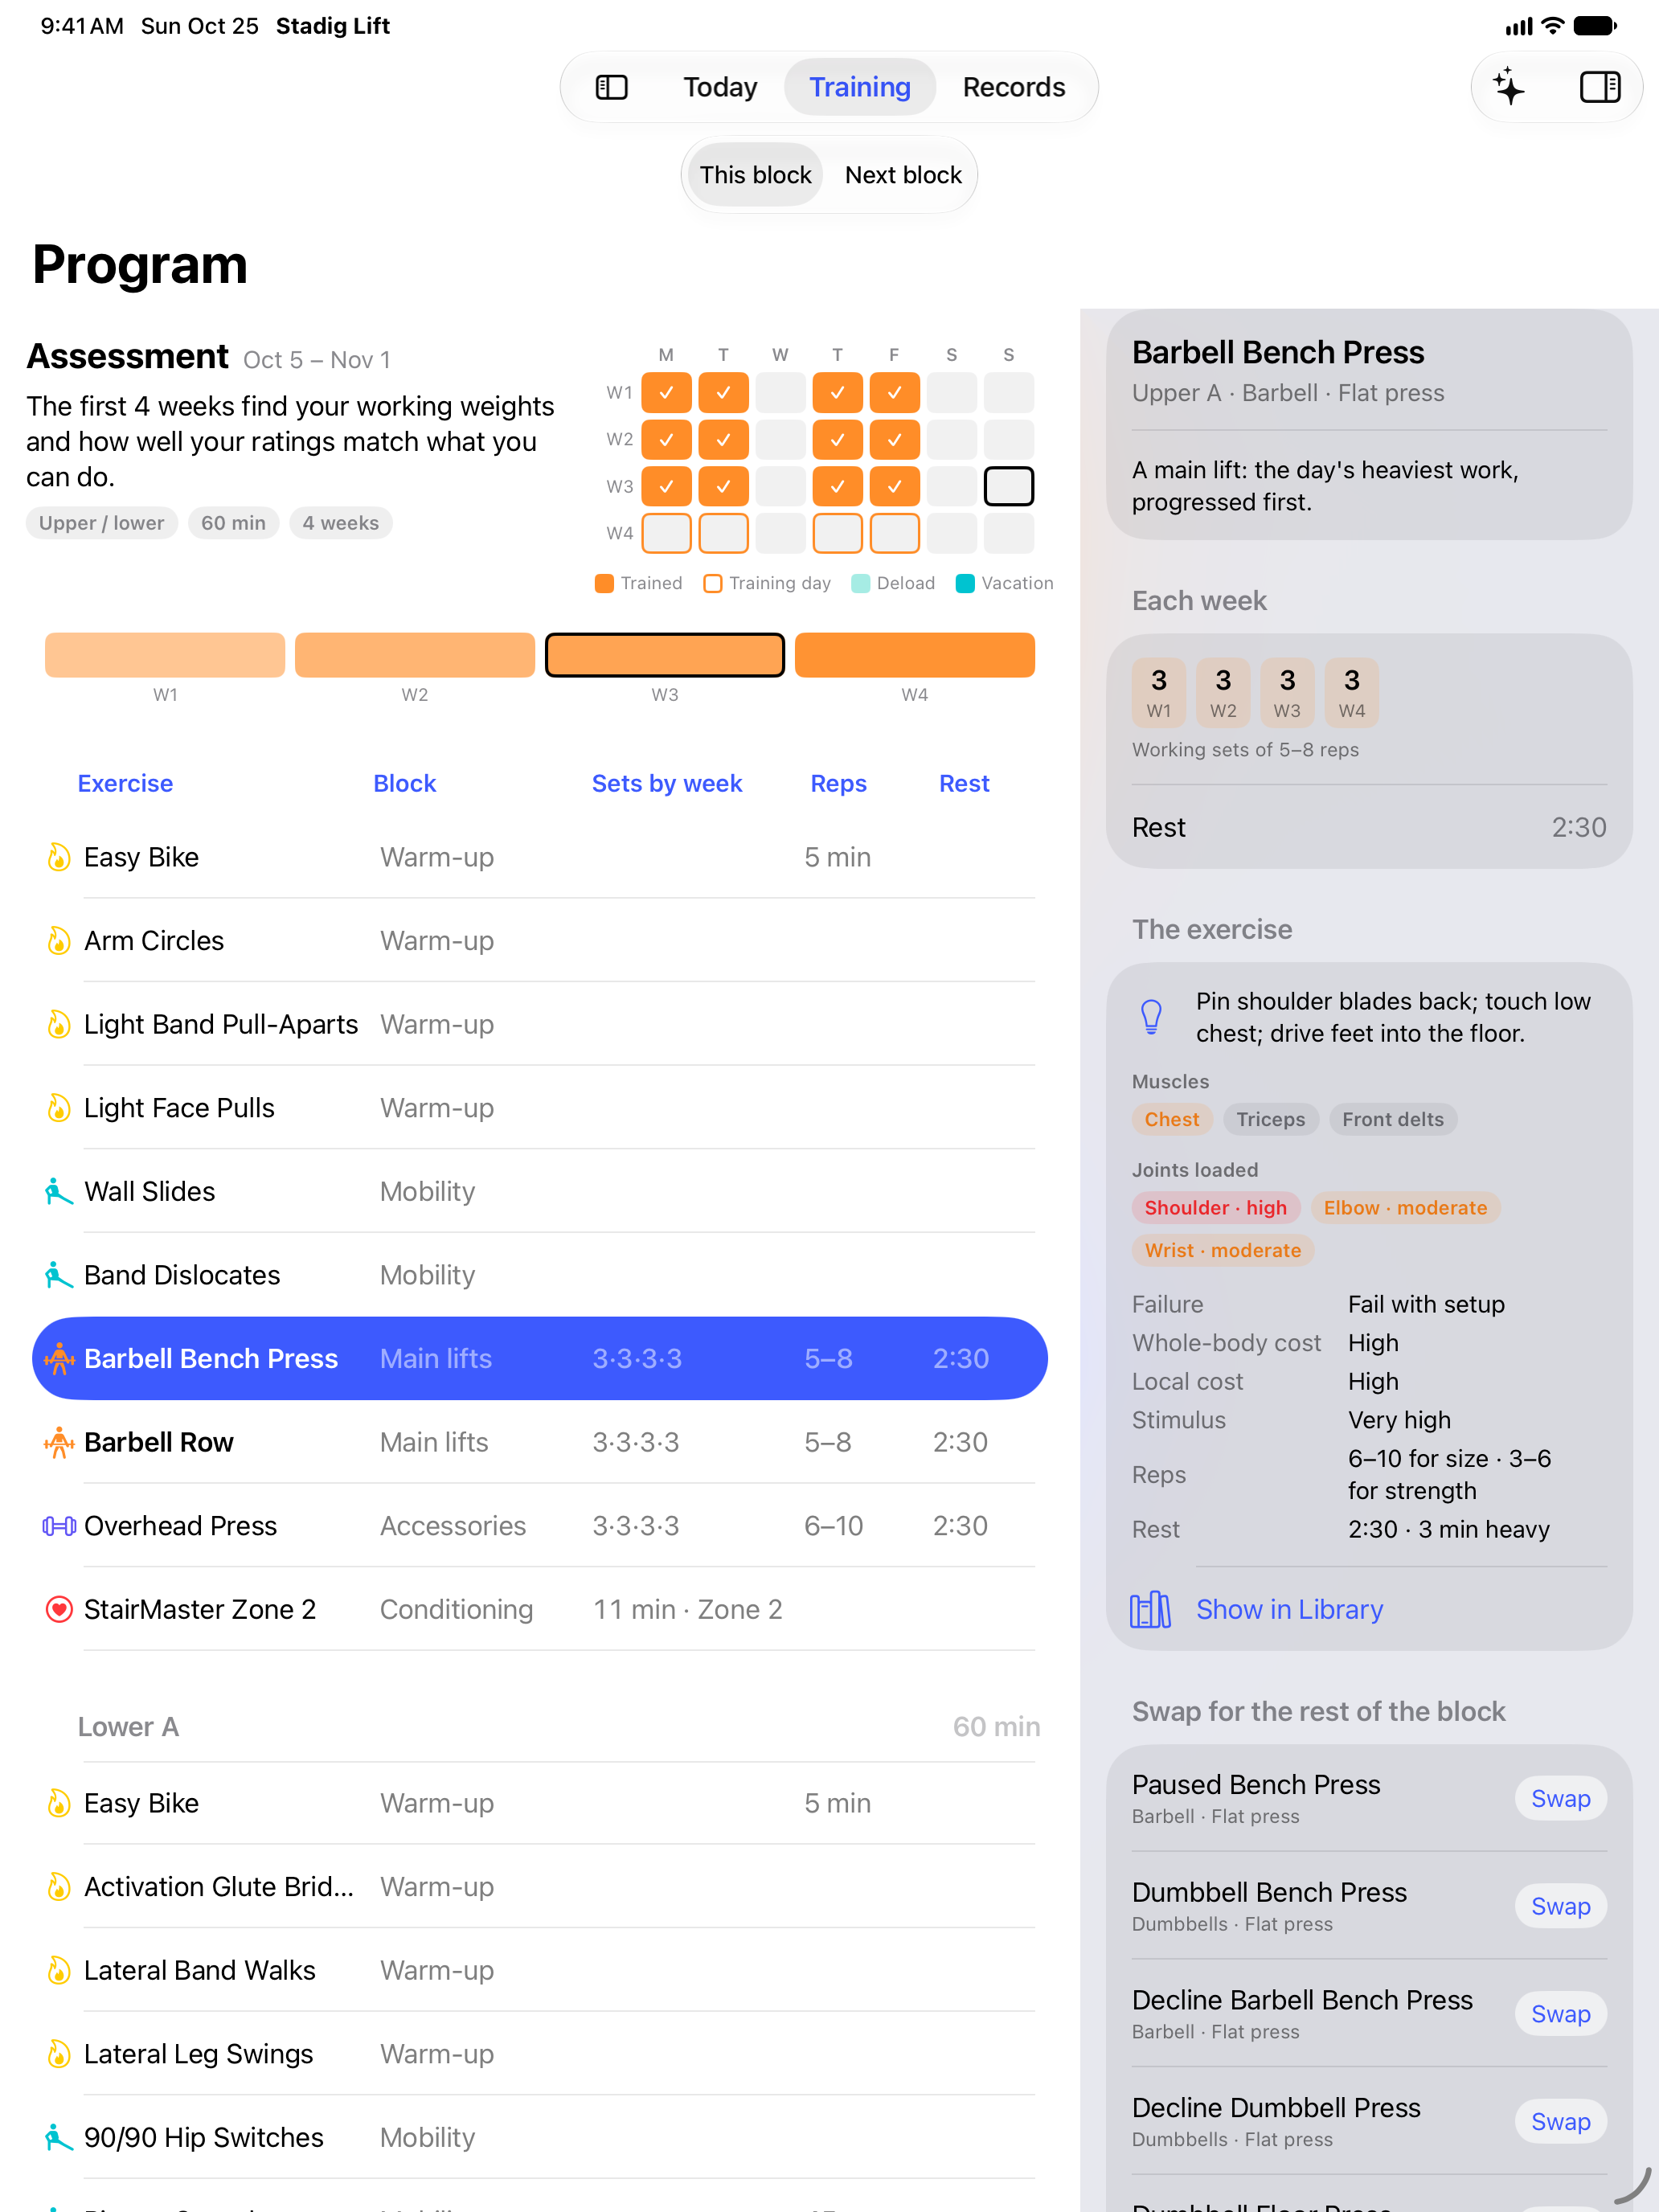 9:41 AM Sun Oct 25 Stadig Lift
Today Training Records
This block Next block
Program
Assessment Oct 5 – Nov 1
The first 4 weeks find your working weights
and how well your ratings match what you
can do.
Upper / lower 60 min 4 weeks
M T W T F S S
W1
W2
W3
W4
Trained Training day Deload Vacation
W1 W2 W3 W4
Exercise Block Sets by week Reps Rest
Easy Bike Warm-up 5 min
Arm Circles Warm-up
Light Band Pull-Aparts Warm-up
Light Face Pulls Warm-up
Wall Slides Mobility
Band Dislocates Mobility
Barbell Bench Press Main lifts 3·3·3·3 5–8 2:30
Barbell Row Main lifts 3·3·3·3 5–8 2:30
Overhead Press Accessories 3·3·3·3 6–10 2:30
StairMaster Zone 2 Conditioning 11 min · Zone 2
Lower A 60 min
Easy Bike Warm-up 5 min
Activation Glute Brid... Warm-up
Lateral Band Walks Warm-up
Lateral Leg Swings Warm-up
90/90 Hip Switches Mobility
Barbell Bench Press
Upper A · Barbell · Flat press
A main lift: the day's heaviest work,
progressed first.
Each week
3 3 3 3
W1 W2 W3 W4
Working sets of 5–8 reps
Rest 2:30
The exercise
Pin shoulder blades back; touch low
chest; drive feet into the floor.
Muscles
Chest Triceps Front delts
Joints loaded
Shoulder · high Elbow · moderate
Wrist · moderate
Failure Fail with setup
Whole-body cost High
Local cost High
Stimulus Very high
Reps 6–10 for size · 3–6
for strength
Rest 2:30 · 3 min heavy
Show in Library
Swap for the rest of the block
Paused Bench Press Swap
Barbell · Flat press
Dumbbell Bench Press Swap
Dumbbells · Flat press
Decline Barbell Bench Press Swap
Barbell · Flat press
Decline Dumbbell Press Swap
Dumbbells · Flat press